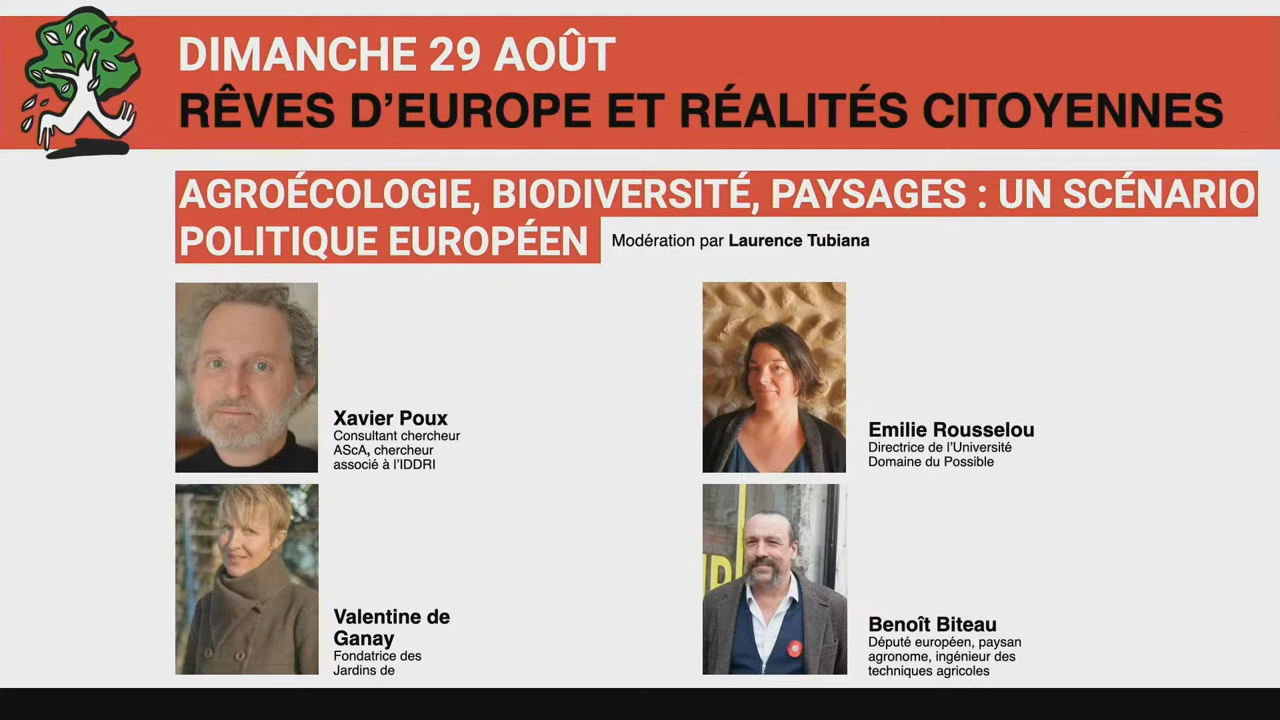 DIMANCHE 29 AOÛT
RÊVES D'EUROPE ET RÉALITÉS CITOYENNES
AGROÉCOLOGIE, BIODIVERSITÉ, PAYSAGES : UN SCÉNARIO
POLITIQUE EUROPÉEN
Modération par Laurence Tubiana
Xavier Poux
Consultant chercheur
AScA, chercheur
associé à l'IDDRI
Emilie Rousselou
Directrice de l'Université
Domaine du Possible
Valentine de
Ganay
Fondatrice des
Jardins de
Benoît Biteau
Député européen, paysan
agronome, ingénieur des
techniques agricoles